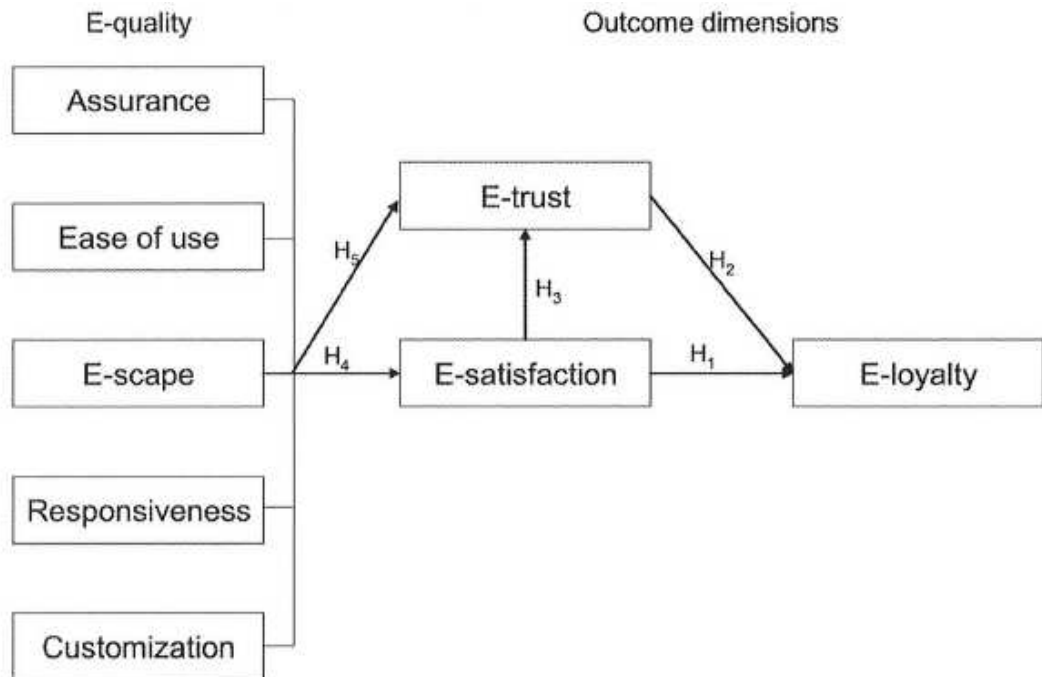 E-quality
Outcome dimensions
Assurance
E-trust
Ease of use
H5
H2
H3
E-scape
H4
E-satisfaction
H1
E-loyalty
Responsiveness
Customization